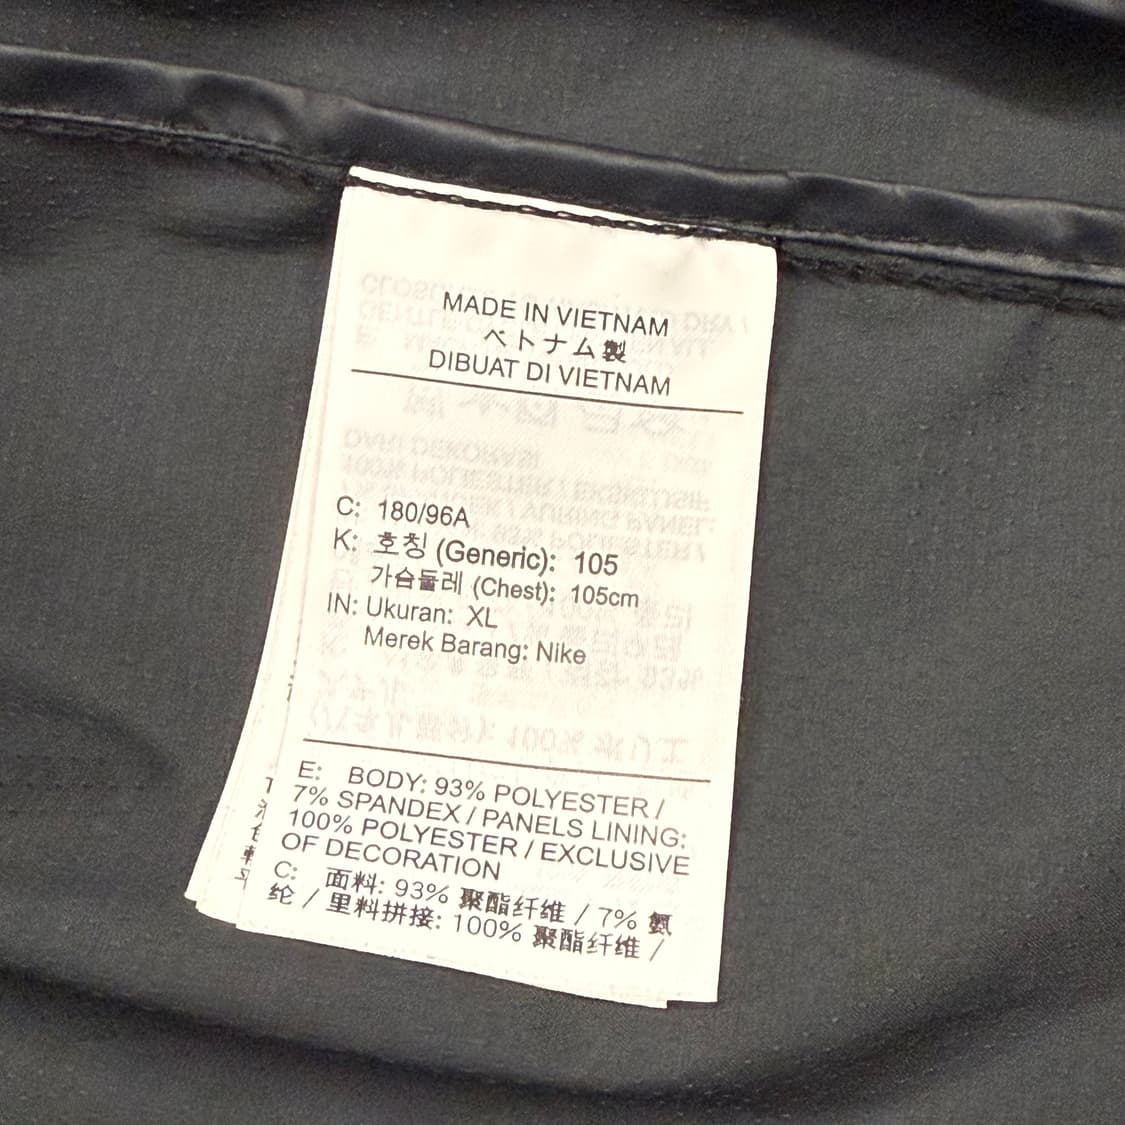 MADE IN VIETNAM
ベトナム製
DIBUAT DI VIETNAM
C: 180/96A
K: 호칭 (Generic): 105
가슴둘레 (Chest): 105cm
IN: Ukuran: XL
Merek Barang: Nike
E: BODY: 93% POLYESTER /
7% SPANDEX / PANELS LINING:
100% POLYESTER / EXCLUSIVE
OF DECORATION
C: 面料: 93% 聚酯纤维 / 7% 氨
纶 / 里料拼接: 100% 聚酯纤维 /